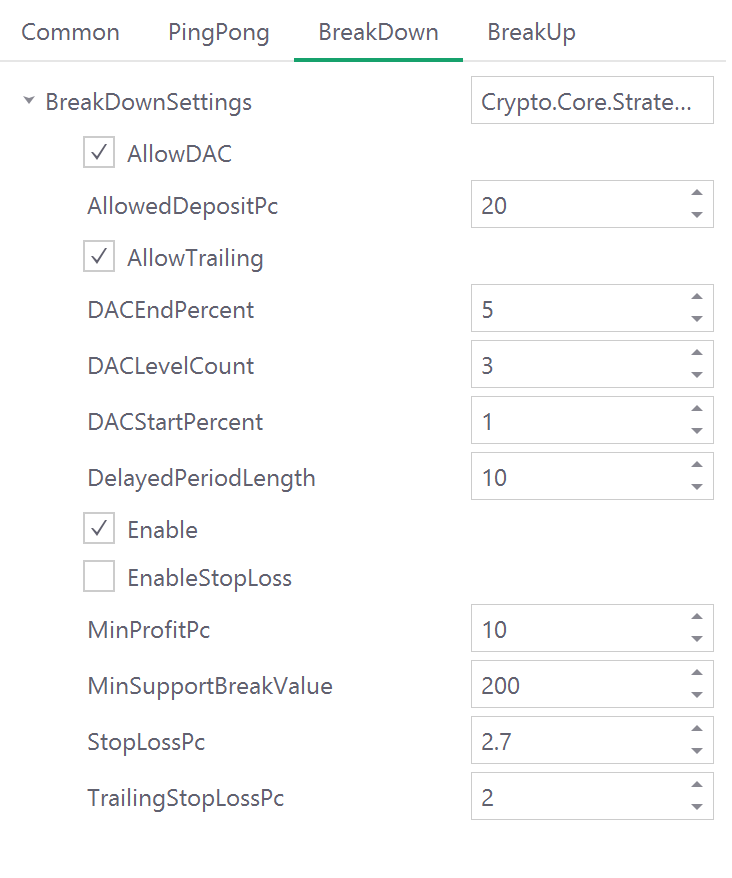 Common PingPong BreakDown BreakUp
BreakDownSettings Crypto.Core.Strate...
AllowDAC
AllowedDepositPc 20
AllowTrailing
DACEndPercent 5
DACLevelCount 3
DACStartPercent 1
DelayedPeriodLength 10
Enable
EnableStopLoss
MinProfitPc 10
MinSupportBreakValue 200
StopLossPc 2.7
TrailingStopLossPc 2